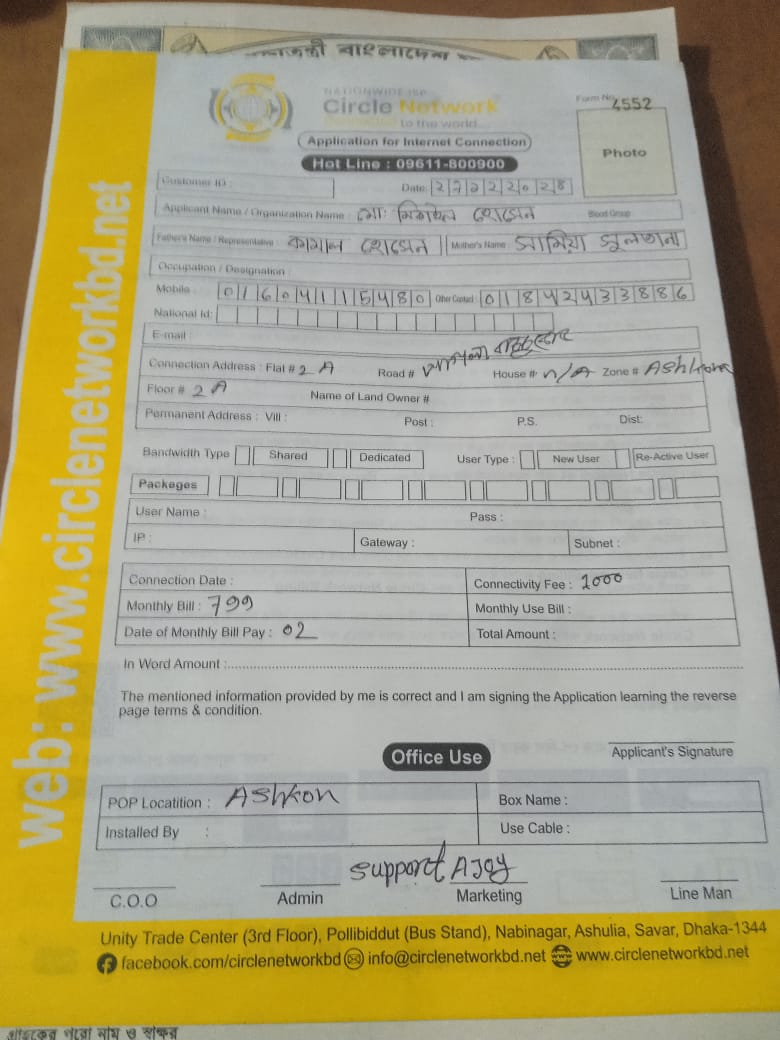 NATIONWIDE ISP
Circle Network
to the world...
Form No 4552
Application for Internet Connection
Photo
Hot Line : 09611-800900
Customer ID :
Date: 27122020
Applicant Name / Organization Name : মোঃ হোসেন Blood Group
Father's Name / Representative : কামাল হোসেন Mother's Name সামিয়া সুলতানা
Occupation / Designation :
Mobile : 01604115480 Other Contact : 01842433886
National Id:
E-mail :
Connection Address : Flat # 2 A Road # House # n/A Zone # Ashkona
Floor # 2 A Name of Land Owner #
Permanent Address : Vill : Post : P.S. Dist:
Bandwidth Type Shared Dedicated User Type : New User Re-Active User
Packeges
User Name : Pass :
IP : Gateway : Subnet :
Connection Date : Connectivity Fee : 1000
Monthly Bill : 799 Monthly Use Bill :
Date of Monthly Bill Pay : 02 Total Amount :
In Word Amount :
The mentioned information provided by me is correct and I am signing the Application learning the reverse
page terms & condition.
Office Use
Applicant's Signature
POP Locatition : Ashkon Box Name :
Installed By : Use Cable :
support AJoy
C.O.O Admin Marketing Line Man
Unity Trade Center (3rd Floor), Pollibiddut (Bus Stand), Nabinagar, Ashulia, Savar, Dhaka-1344
facebook.com/circlenetworkbd info@circlenetworkbd.net www.circlenetworkbd.net
web: www.circlenetworkbd.net
গ্রাহকের পুরো নাম ও স্বাক্ষর